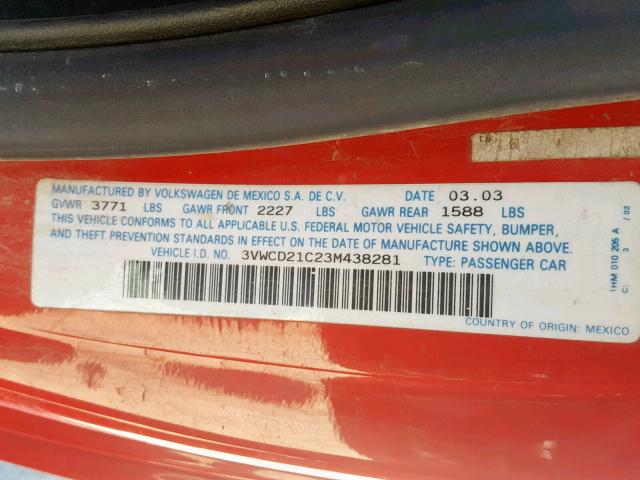 MANUFACTURED BY VOLKSWAGEN DE MEXICO S.A. DE C.V. DATE 03.03
GVWR 3771 LBS GAWR FRONT 2227 LBS GAWR REAR 1588 LBS
THIS VEHICLE CONFORMS TO ALL APPLICABLE U.S. FEDERAL MOTOR VEHICLE SAFETY, BUMPER,
AND THEFT PREVENTION STANDARDS IN EFFECT ON THE DATE OF MANUFACTURE SHOWN ABOVE.
VEHICLE I.D. NO. 3VWCD21C23M438281 TYPE: PASSENGER CAR
COUNTRY OF ORIGIN: MEXICO
1HM 010 205 A
C: 3 / 02